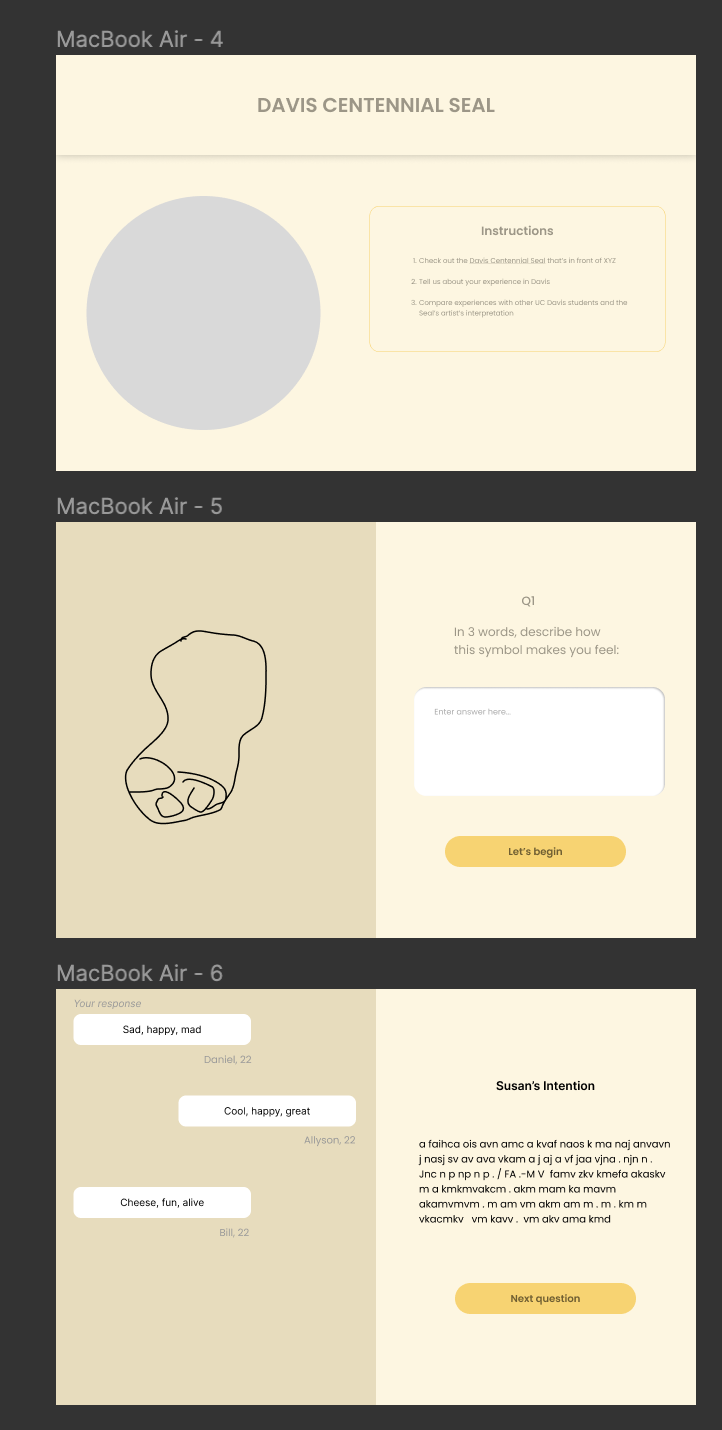 MacBook Air - 4
DAVIS CENTENNIAL SEAL
Instructions
1. Check out the Davis Centennial Seal that's in front of XYZ
2. Tell us about your experience in Davis
3. Compare experiences with other UC Davis students and the
Seal's artist's interpretation
MacBook Air - 5
Q1
In 3 words, describe how
this symbol makes you feel:
Enter answer here...
Let's begin
MacBook Air - 6
Your response
Sad, happy, mad
Daniel, 22
Cool, happy, great
Allyson, 22
Cheese, fun, alive
Bill, 22
Susan's Intention
a faihca ois avn amc a kvaf naos k ma naj anvavn
j nasj sv av ava vkam a j aj a vf jaa vjna . njn n .
Jnc n p np n p . / FA .-M V  famv zkv kmefa akaskv
m a kmkmvakcm . akm mam ka mavm
akamvmvm . m am vm akm am m . m . km m
vkacmkv   vm kavv .  vm akv ama kmd
Next question